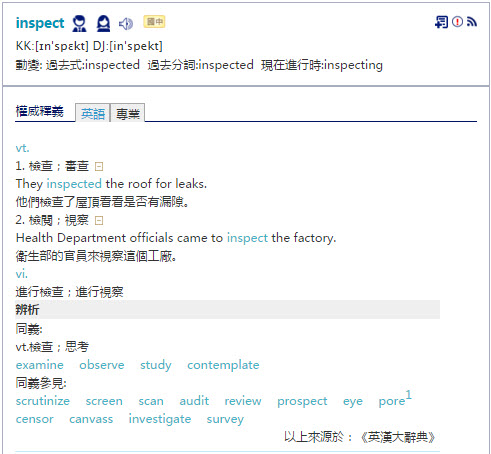 inspect 國中
KK:[ɪn'spɛkt] DJ:[in'spekt]
動變: 過去式:inspected 過去分詞:inspected 現在進行時:inspecting
權威釋義 英語 專業
vt.
1. 檢查；審查
They inspected the roof for leaks.
他們檢查了屋頂看看是否有漏隙。
2. 檢閱；視察
Health Department officials came to inspect the factory.
衛生部的官員來視察這個工廠。
vi.
進行檢查；進行視察
辨析
同義:
vt.檢查；思考
examine observe study contemplate
同義參見:
scrutinize screen scan audit review prospect eye pore1
censor canvass investigate survey
以上來源於：《英漢大辭典》